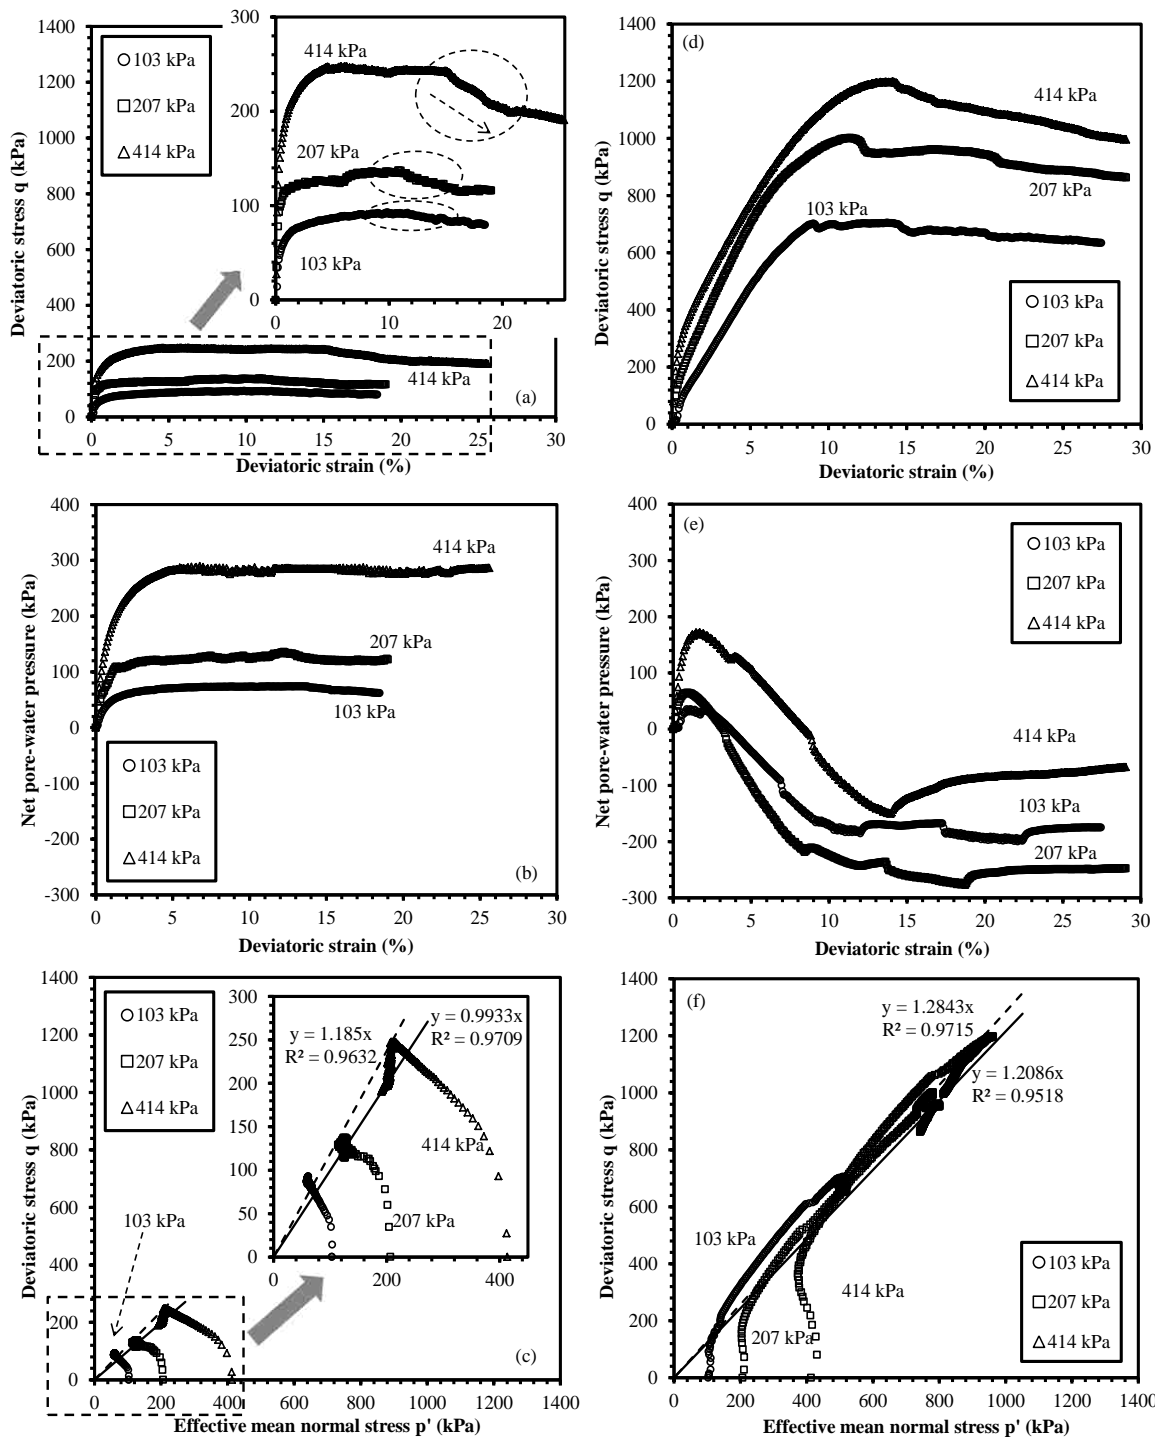 1400
1200
1000
800
600
400
200
0
Deviatoric stress q (kPa)
103 kPa
207 kPa
414 kPa
300
200
100
0
0
10
20
414 kPa
207 kPa
103 kPa
414 kPa
(a)
0
5
10
15
20
25
30
Deviatoric strain (%)
1400
1200
1000
800
600
400
200
0
Deviatoric stress q (kPa)
(d)
414 kPa
207 kPa
103 kPa
103 kPa
207 kPa
414 kPa
0
5
10
15
20
25
30
Deviatoric strain (%)
400
300
200
100
0
-100
-200
-300
Net pore-water pressure (kPa)
414 kPa
207 kPa
103 kPa
103 kPa
207 kPa
414 kPa
(b)
0
5
10
15
20
25
30
Deviatoric strain (%)
400
300
200
100
0
-100
-200
-300
Net pore-water pressure (kPa)
(e)
103 kPa
207 kPa
414 kPa
414 kPa
103 kPa
207 kPa
0
5
10
15
20
25
30
Deviatoric strain (%)
1400
1200
1000
800
600
400
200
0
Deviatoric stress q (kPa)
103 kPa
207 kPa
414 kPa
103 kPa
300
250
200
150
100
50
0
0
200
400
y = 1.185x
R² = 0.9632
y = 0.9933x
R² = 0.9709
414 kPa
207 kPa
(c)
0
200
400
600
800
1000
1200
1400
Effective mean normal stress p' (kPa)
1400
1200
1000
800
600
400
200
0
Deviatoric stress q (kPa)
(f)
y = 1.2843x
R² = 0.9715
y = 1.2086x
R² = 0.9518
103 kPa
414 kPa
207 kPa
103 kPa
207 kPa
414 kPa
0
200
400
600
800
1000
1200
1400
Effective mean normal stress p' (kPa)